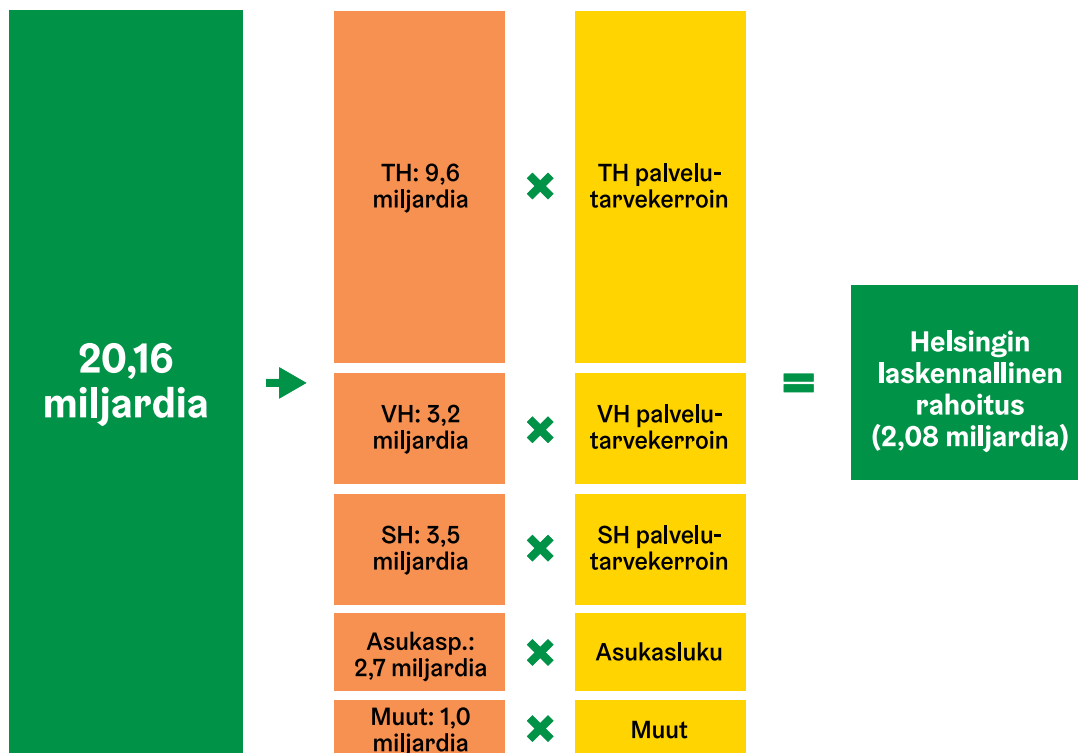 20,16
miljardia
TH: 9,6
miljardia
TH palvelu-
tarvekerroin
VH: 3,2
miljardia
VH palvelu-
tarvekerroin
SH: 3,5
miljardia
SH palvelu-
tarvekerroin
Asukasp.:
2,7 miljardia
Asukasluku
Muut: 1,0
miljardia
Muut
=
Helsingin
laskennallinen
rahoitus
(2,08 miljardia)